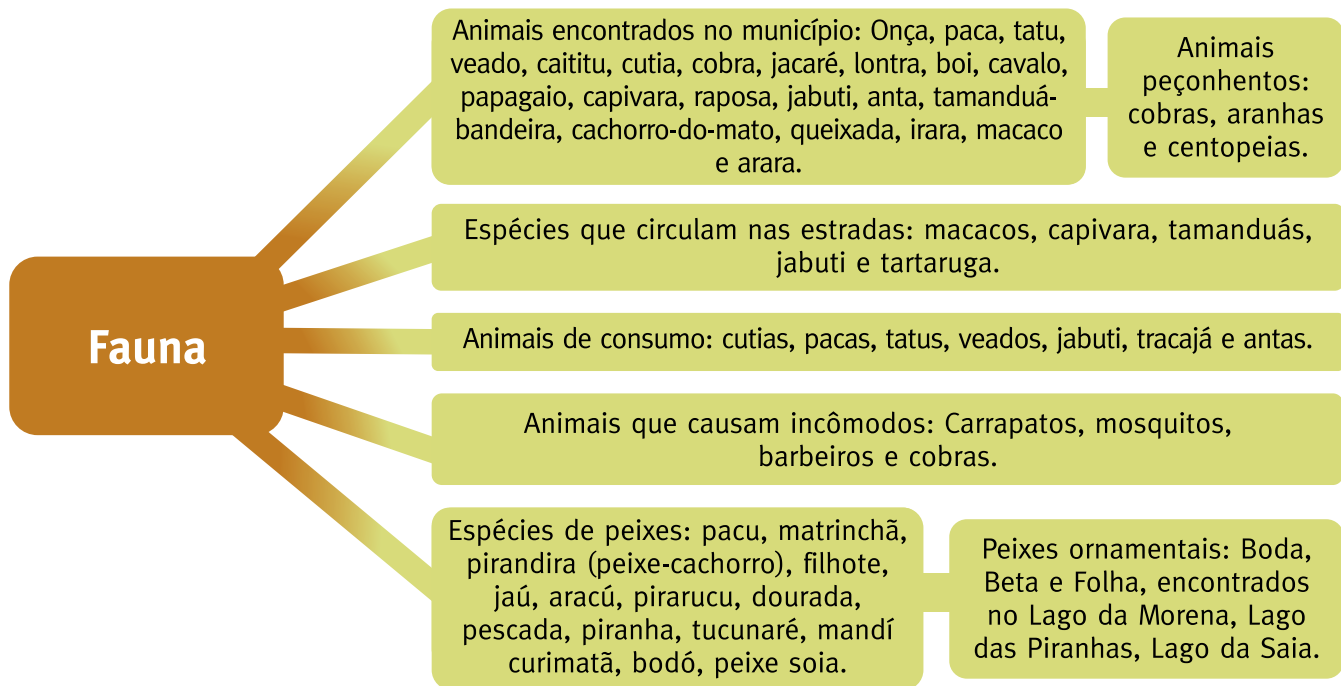 Animais encontrados no município: Onça, paca, tatu,
veado, caititu, cutia, cobra, jacaré, lontra, boi, cavalo,
papagaio, capivara, raposa, jabuti, anta, tamanduá-
bandeira, cachorro-do-mato, queixada, irara, macaco
e arara.
Animais
peçonhentos:
cobras, aranhas
e centopeias.
Espécies que circulam nas estradas: macacos, capivara, tamanduás,
jabuti e tartaruga.
Fauna
Animais de consumo: cutias, pacas, tatus, veados, jabuti, tracajá e antas.
Animais que causam incômodos: Carrapatos, mosquitos,
barbeiros e cobras.
Espécies de peixes: pacu, matrinchã,
pirandira (peixe-cachorro), filhote,
jaú, aracú, pirarucu, dourada,
pescada, piranha, tucunaré, mandí
curimatã, bodó, peixe soia.
Peixes ornamentais: Boda,
Beta e Folha, encontrados
no Lago da Morena, Lago
das Piranhas, Lago da Saia.